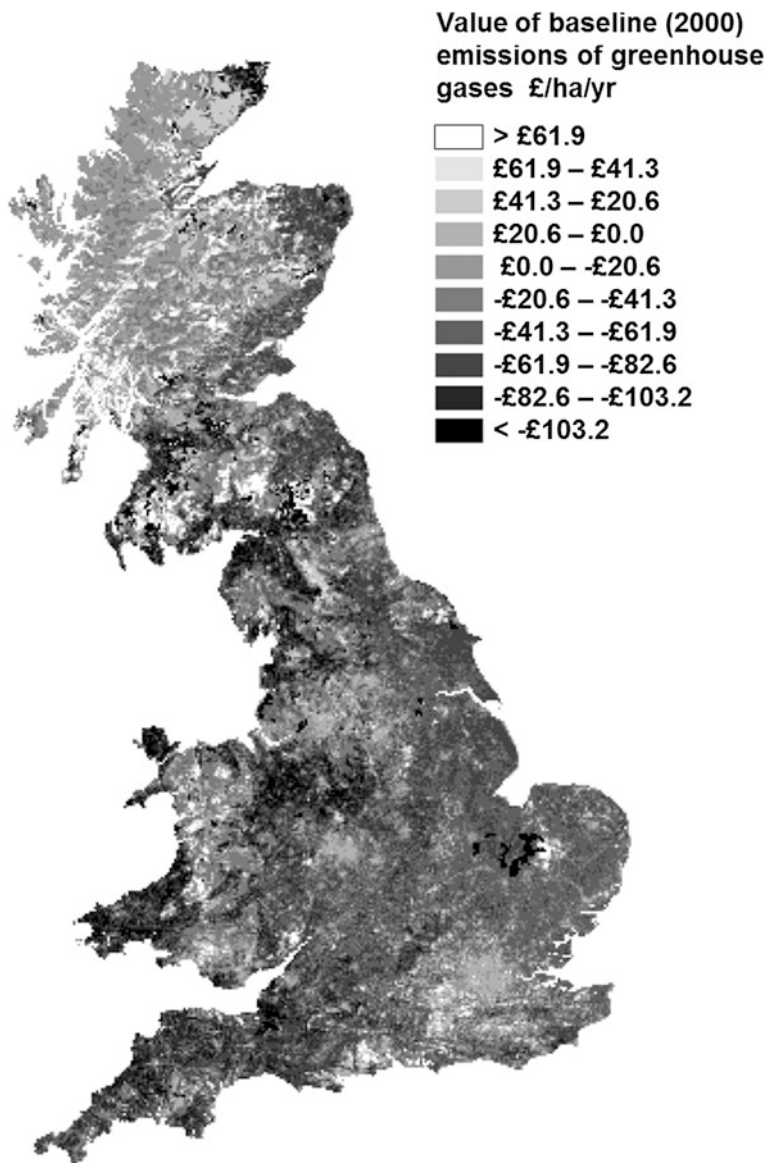 Value of baseline (2000)
emissions of greenhouse
gases £/ha/yr
> £61.9
£61.9 – £41.3
£41.3 – £20.6
£20.6 – £0.0
£0.0 – -£20.6
-£20.6 – -£41.3
-£41.3 – -£61.9
-£61.9 – -£82.6
-£82.6 – -£103.2
< -£103.2